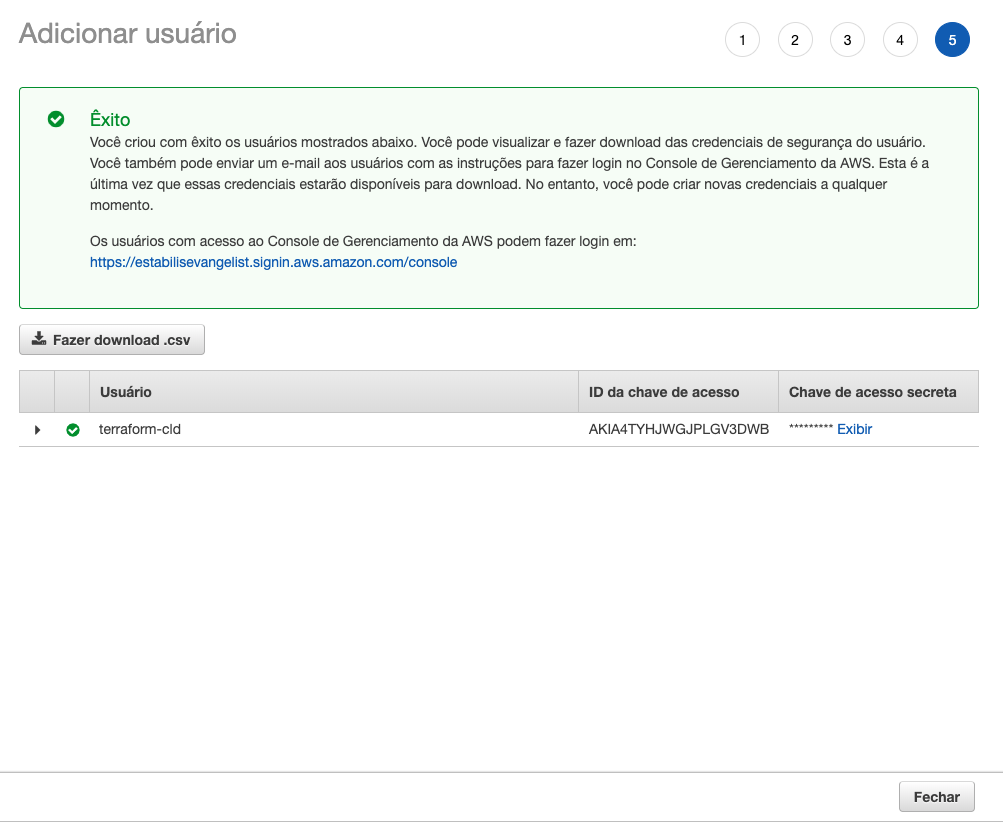 Adicionar usuário
1 2 3 4 5
Êxito
Você criou com êxito os usuários mostrados abaixo. Você pode visualizar e fazer download das credenciais de segurança do usuário.
Você também pode enviar um e-mail aos usuários com as instruções para fazer login no Console de Gerenciamento da AWS. Esta é a
última vez que essas credenciais estarão disponíveis para download. No entanto, você pode criar novas credenciais a qualquer
momento.
Os usuários com acesso ao Console de Gerenciamento da AWS podem fazer login em:
https://estabilisevangelist.signin.aws.amazon.com/console
Fazer download .csv
Usuário ID da chave de acesso Chave de acesso secreta
terraform-cld AKIA4TYHJWGJPLGV3DWB ********* Exibir
Fechar